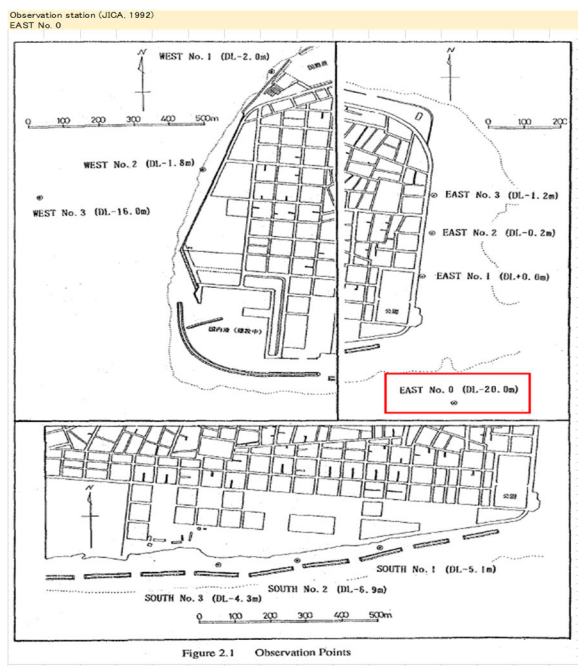 Observation station (JICA, 1992)
EAST No. 0
N
WEST No. 1 (DL-2.0m)
0 100 200 300 400 500m
WEST No. 2 (DL-1.8m)
WEST No. 3 (DL-16.0m)
N
0 100 200
EAST No. 3 (DL-1.2m)
EAST No. 2 (DL-0.2m)
EAST No. 1 (DL+0.6m)
公園
EAST No. 0 (DL-20.0m)
N
公園
SOUTH No. 1 (DL-5.1m)
SOUTH No. 2 (DL-6.9m)
SOUTH No. 3 (DL-4.3m)
0 100 200 300 400 500m
Figure 2.1 Observation Points